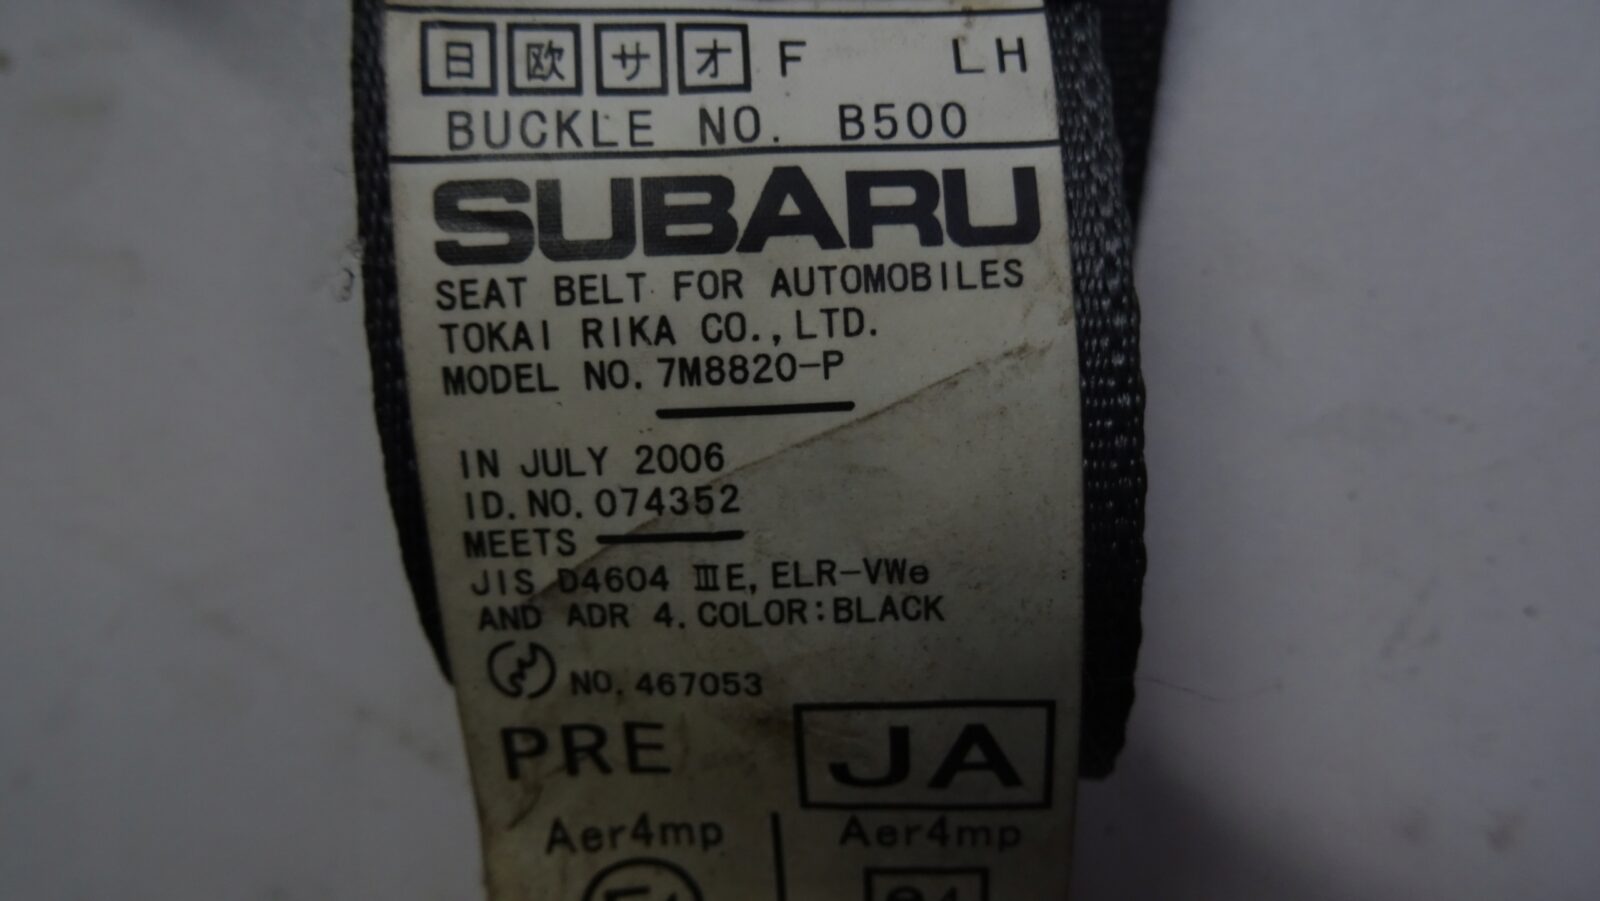 日 欧 サ オ F LH
BUCKLE NO. B500
SUBARU
SEAT BELT FOR AUTOMOBILES
TOKAI RIKA CO., LTD.
MODEL NO. 7M8820-P
IN JULY 2006
ID. NO. 074352
MEETS
JIS D4604 ⅢE, ELR-VWe
AND ADR 4. COLOR:BLACK
NO. 467053
PRE JA
Aer4mp Aer4mp